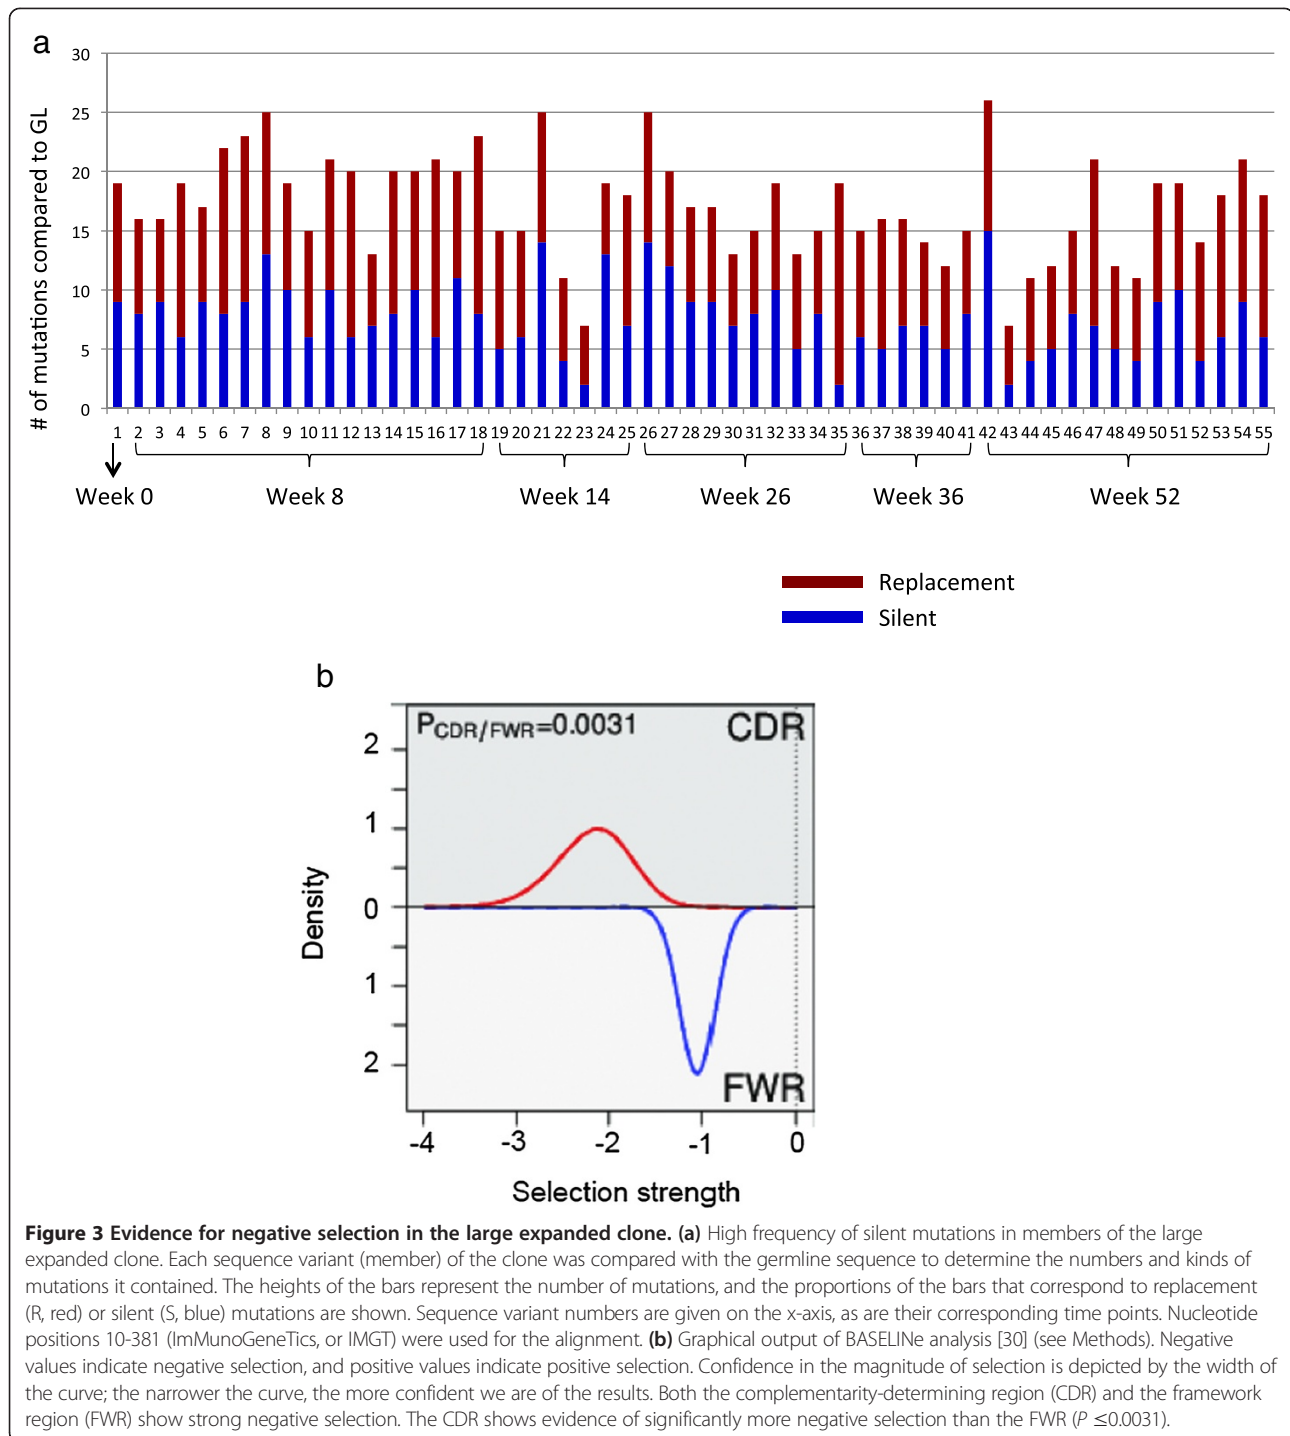 a
30
25
20
15
10
5
0
# of mutations compared to GL
1 2 3 4 5 6 7 8 9 10 11 12 13 14 15 16 17 18 19 20 21 22 23 24 25 26 27 28 29 30 31 32 33 34 35 36 37 38 39 40 41 42 43 44 45 46 47 48 49 50 51 52 53 54 55
Week 0 Week 8 Week 14 Week 26 Week 36 Week 52
Replacement
Silent
b
PCDR/FWR=0.0031 CDR
2
1
0
1
2
Density
FWR
-4 -3 -2 -1 0
Selection strength
Figure 3 Evidence for negative selection in the large expanded clone. (a) High frequency of silent mutations in members of the large
expanded clone. Each sequence variant (member) of the clone was compared with the germline sequence to determine the numbers and kinds of
mutations it contained. The heights of the bars represent the number of mutations, and the proportions of the bars that correspond to replacement
(R, red) or silent (S, blue) mutations are shown. Sequence variant numbers are given on the x-axis, as are their corresponding time points. Nucleotide
positions 10-381 (ImMunoGeneTics, or IMGT) were used for the alignment. (b) Graphical output of BASELINe analysis [30] (see Methods). Negative
values indicate negative selection, and positive values indicate positive selection. Confidence in the magnitude of selection is depicted by the width of
the curve; the narrower the curve, the more confident we are of the results. Both the complementarity-determining region (CDR) and the framework
region (FWR) show strong negative selection. The CDR shows evidence of significantly more negative selection than the FWR (P ≤0.0031).